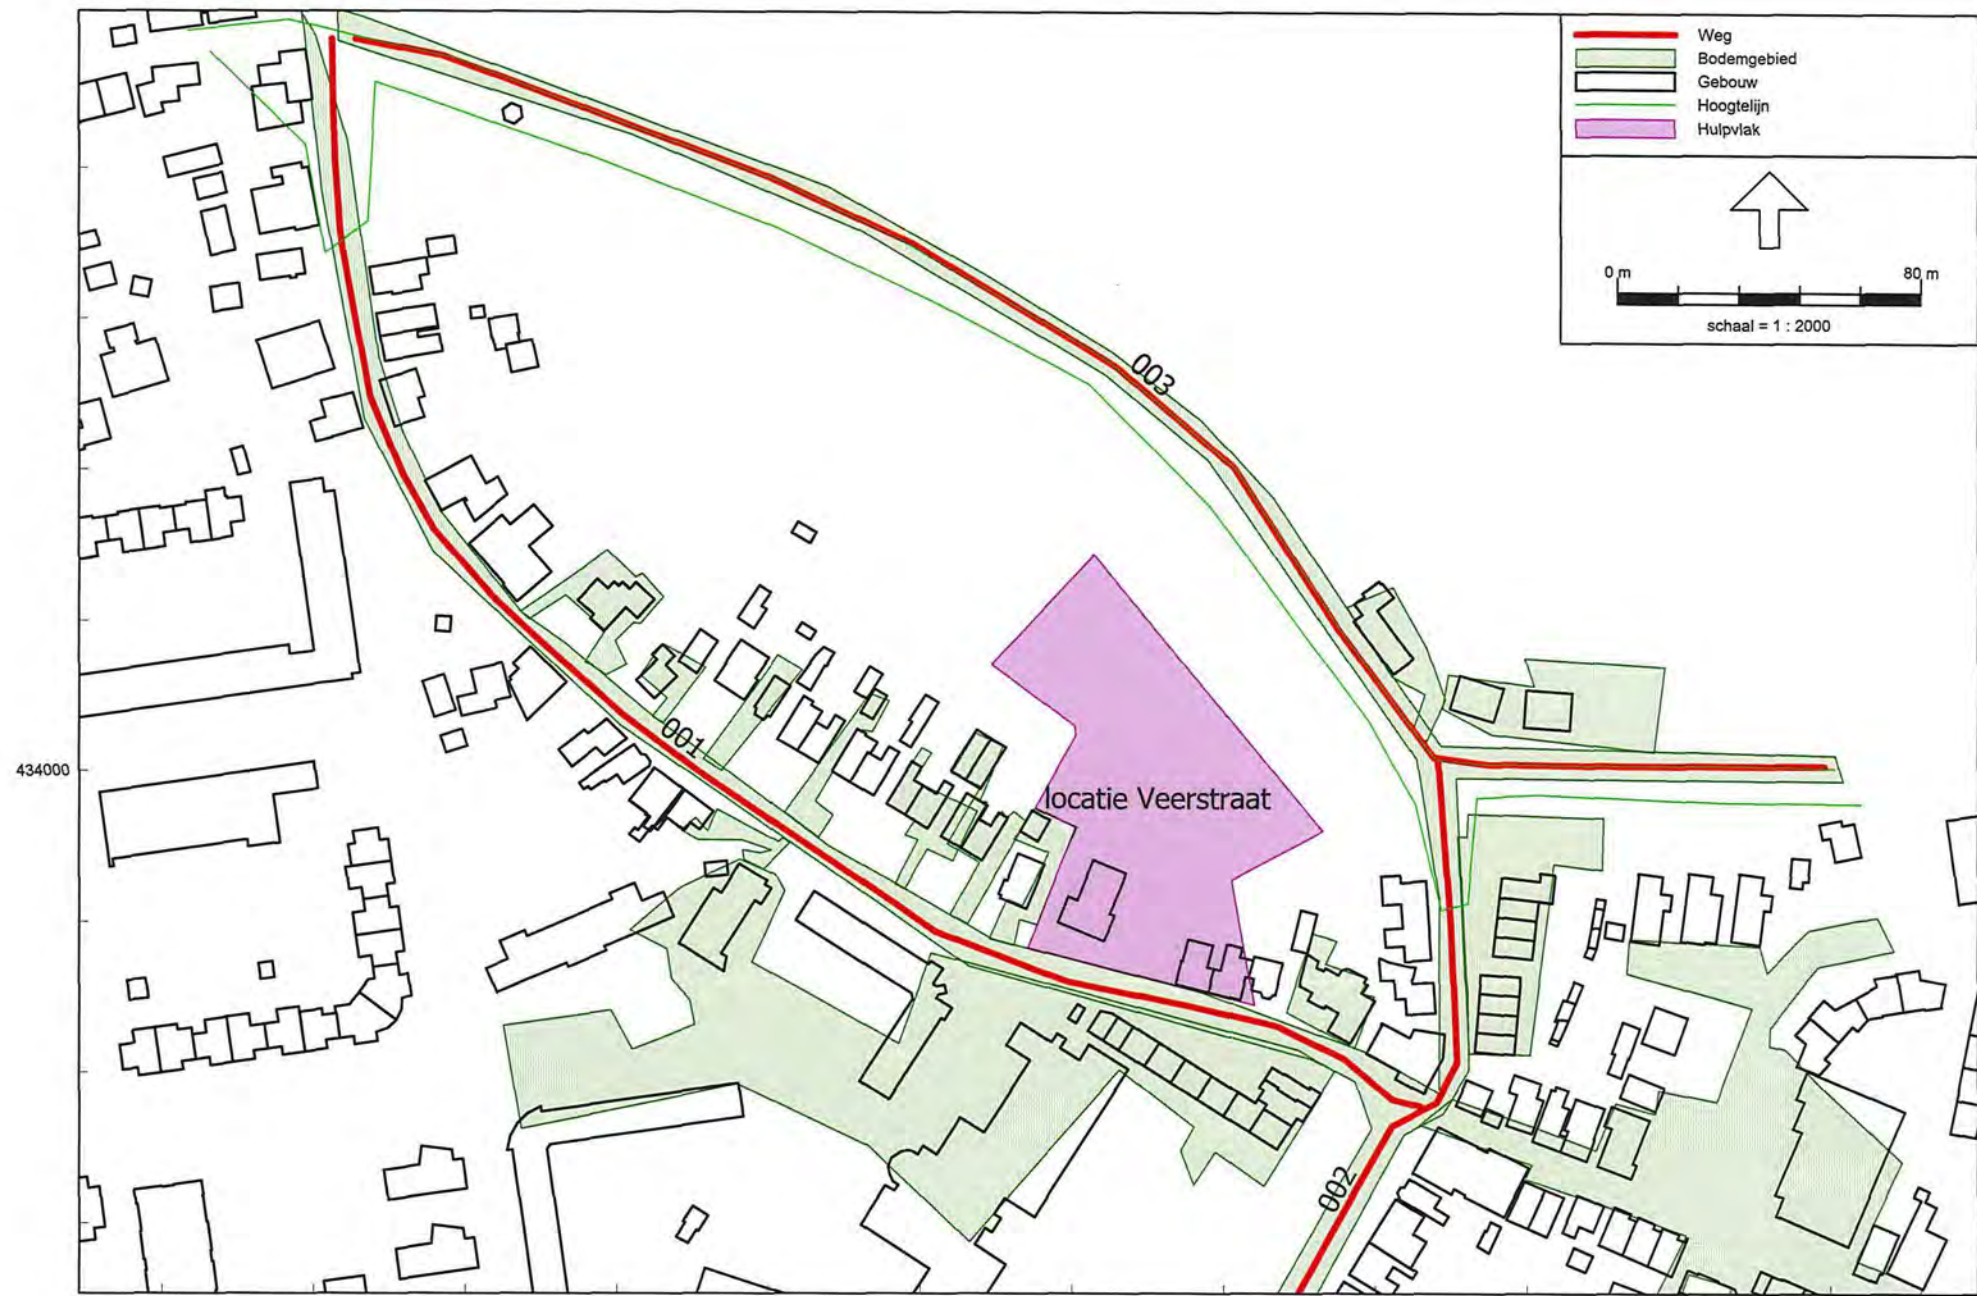 Weg
Bodemgebied
Gebouw
Hoogtelijn
Hulpvlak
0 m 80 m
schaal = 1 : 2000
003
001
434000
locatie Veerstraat
002